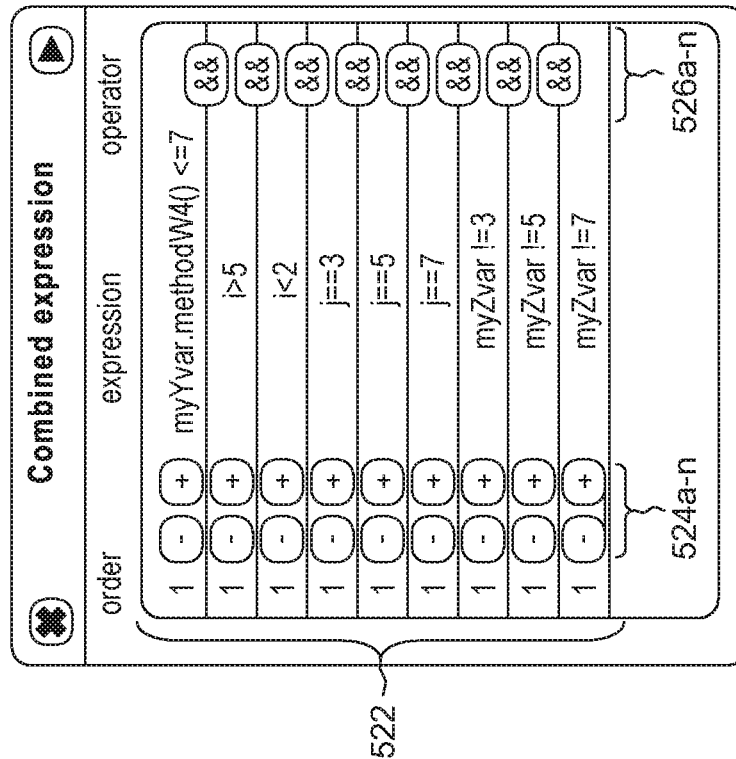 Combined expression
order expression operator
1 - + myYvar.methodW4() <=7
&&
1 - + i>5
&&
1 - + i<2
&&
1 - + j==3
&&
1 - + j==5
&&
1 - + j==7
&&
1 - + myZvar !=3
&&
1 - + myZvar !=5
&&
1 - + myZvar !=7
522
524a-n
526a-n